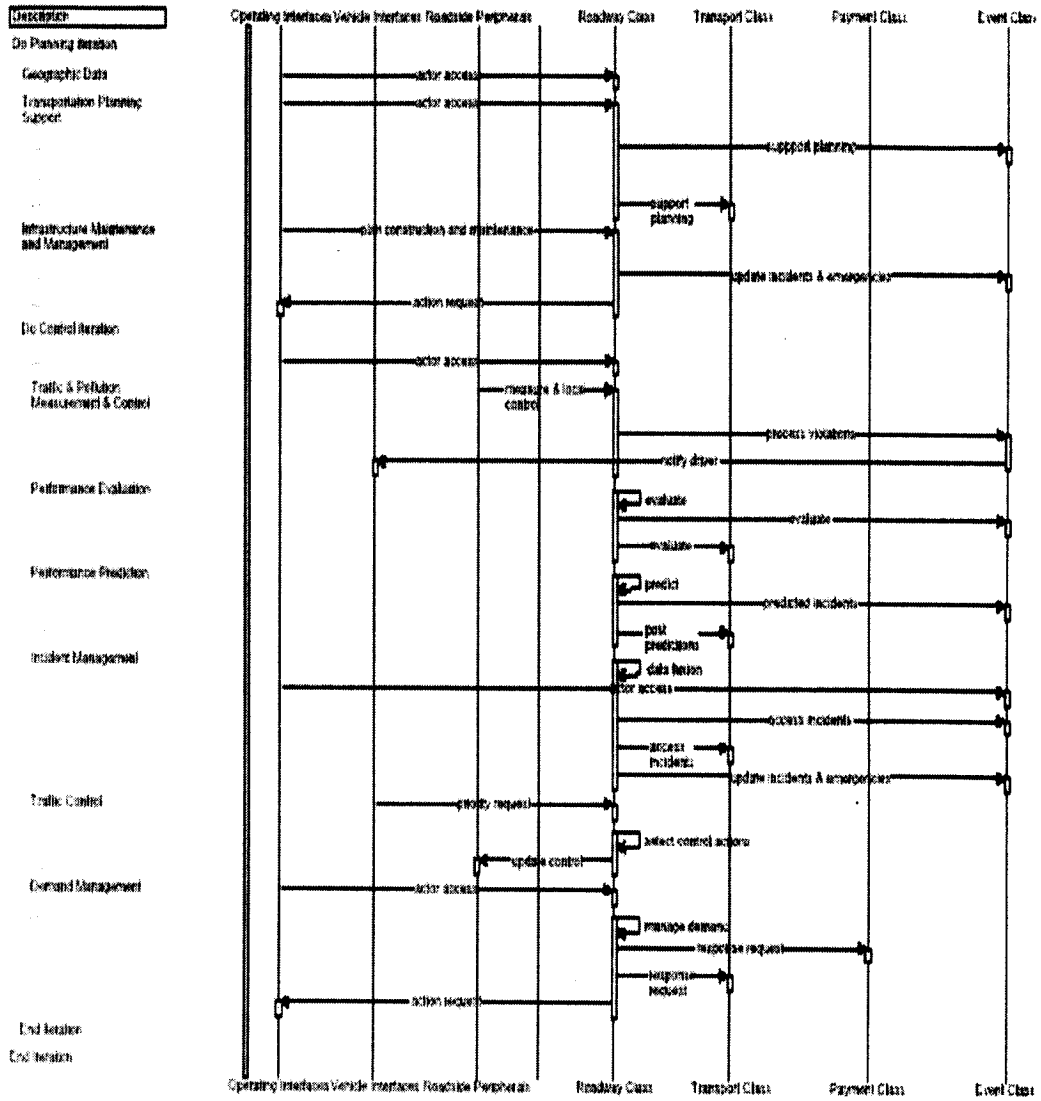 Description
Operating Interfaces Vehicle Interfaces Roadside Peripherals Roadway Class Transport Class Payment Class Event Class
Do Planning iteration
Geographic Data actor access
Transportation Planning actor access
Support
... suppport planning
... support
planning
Infrastructure Maintenance plan construction and maintenance
and Management
... update incidents & emergencies
... action request
Do Control iteration
... actor access
Traffic & Pollution measure & local
Measurement & Control control
process violations
notify driver
Performance Evaluation
evaluate
evaluate
evaluate
Performance Prediction
predict
predicted incidents
post
predictions
Incident Management
data fusion
actor access
access incidents
access
incidents
update incidents & emergencies
Traffic Control priority request
select control actions
update control
Demand Management actor access
... manage demand
response request
response
request
action request
End Iteration
End Iteration
Operating Interfaces Vehicle Interfaces Roadside Peripherals Roadway Class Transport Class Payment Class Event Class